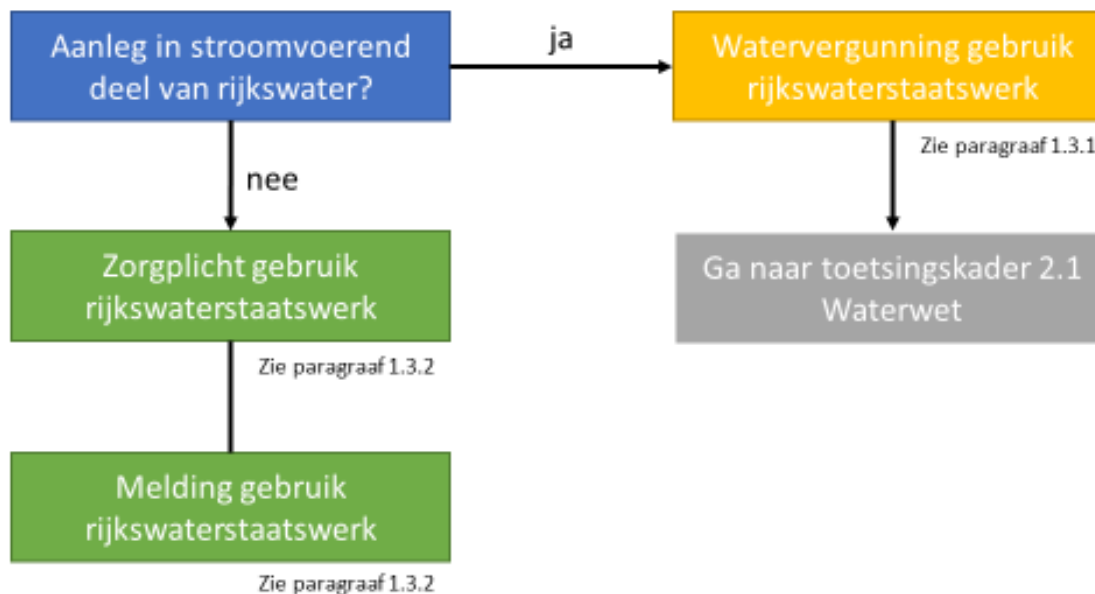 Aanleg in stroomvoerend
deel van rijkswater?
ja
Watervergunning gebruik
rijkswaterstaatswerk
Zie paragraaf 1.3.1
nee
Zorgplicht gebruik
rijkswaterstaatswerk
Zie paragraaf 1.3.2
Ga naar toetsingskader 2.1
Waterwet
Melding gebruik
rijkswaterstaatswerk
Zie paragraaf 1.3.2